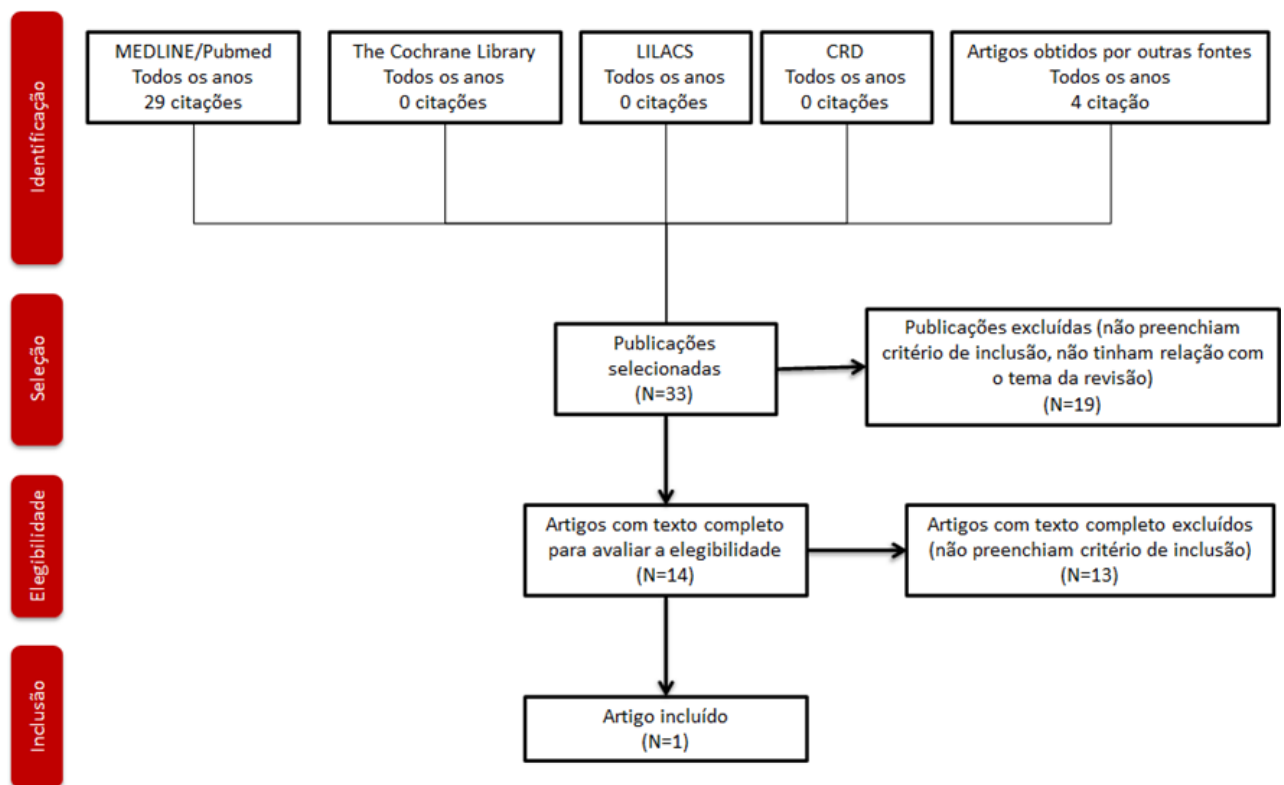 Identificação
MEDLINE/Pubmed
Todos os anos
29 citações
The Cochrane Library
Todos os anos
0 citações
LILACS
Todos os anos
0 citações
CRD
Todos os anos
0 citações
Artigos obtidos por outras fontes
Todos os anos
4 citação
Seleção
Publicações
selecionadas
(N=33)
Publicações excluídas (não preenchiam
critério de inclusão, não tinham relação com
o tema da revisão)
(N=19)
Elegibilidade
Artigos com texto completo
para avaliar a elegibilidade
(N=14)
Artigos com texto completo excluídos
(não preenchiam critério de inclusão)
(N=13)
Inclusão
Artigo incluído
(N=1)